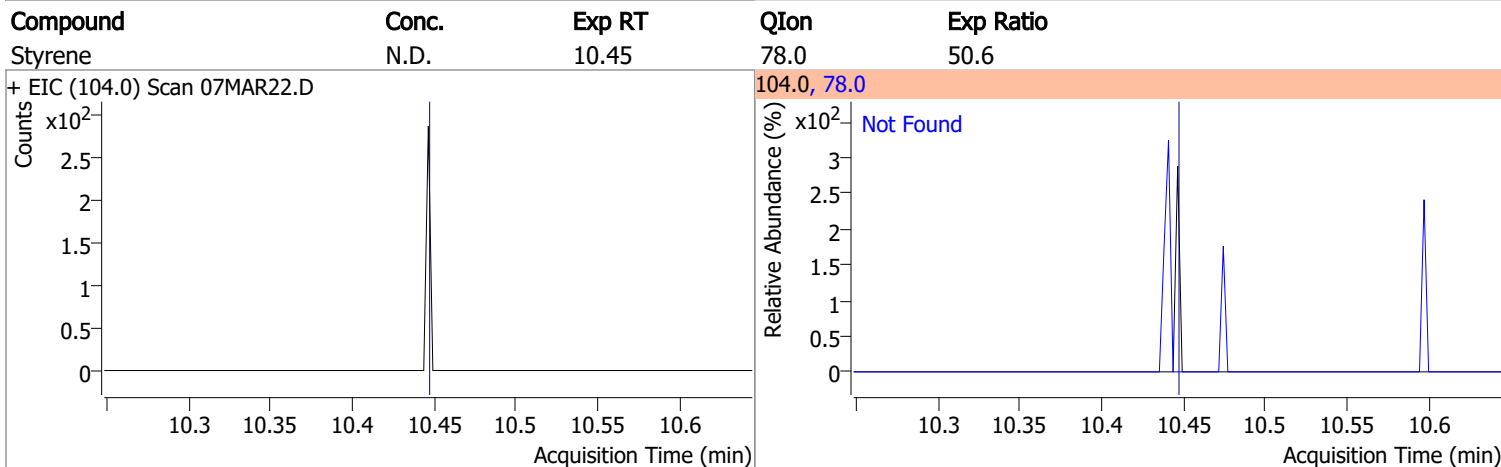 Compound Conc. Exp RT QIon Exp Ratio
Styrene N.D. 10.45 78.0 50.6
+ EIC (104.0) Scan 07MAR22.D
Counts
x10²
2.5
2
1.5
1
0.5
0
10.3 10.35 10.4 10.45 10.5 10.55 10.6
Acquisition Time (min)
104.0, 78.0
Relative Abundance (%)
x10²
Not Found
3
2.5
2
1.5
1
0.5
0
10.3 10.35 10.4 10.45 10.5 10.55 10.6
Acquisition Time (min)